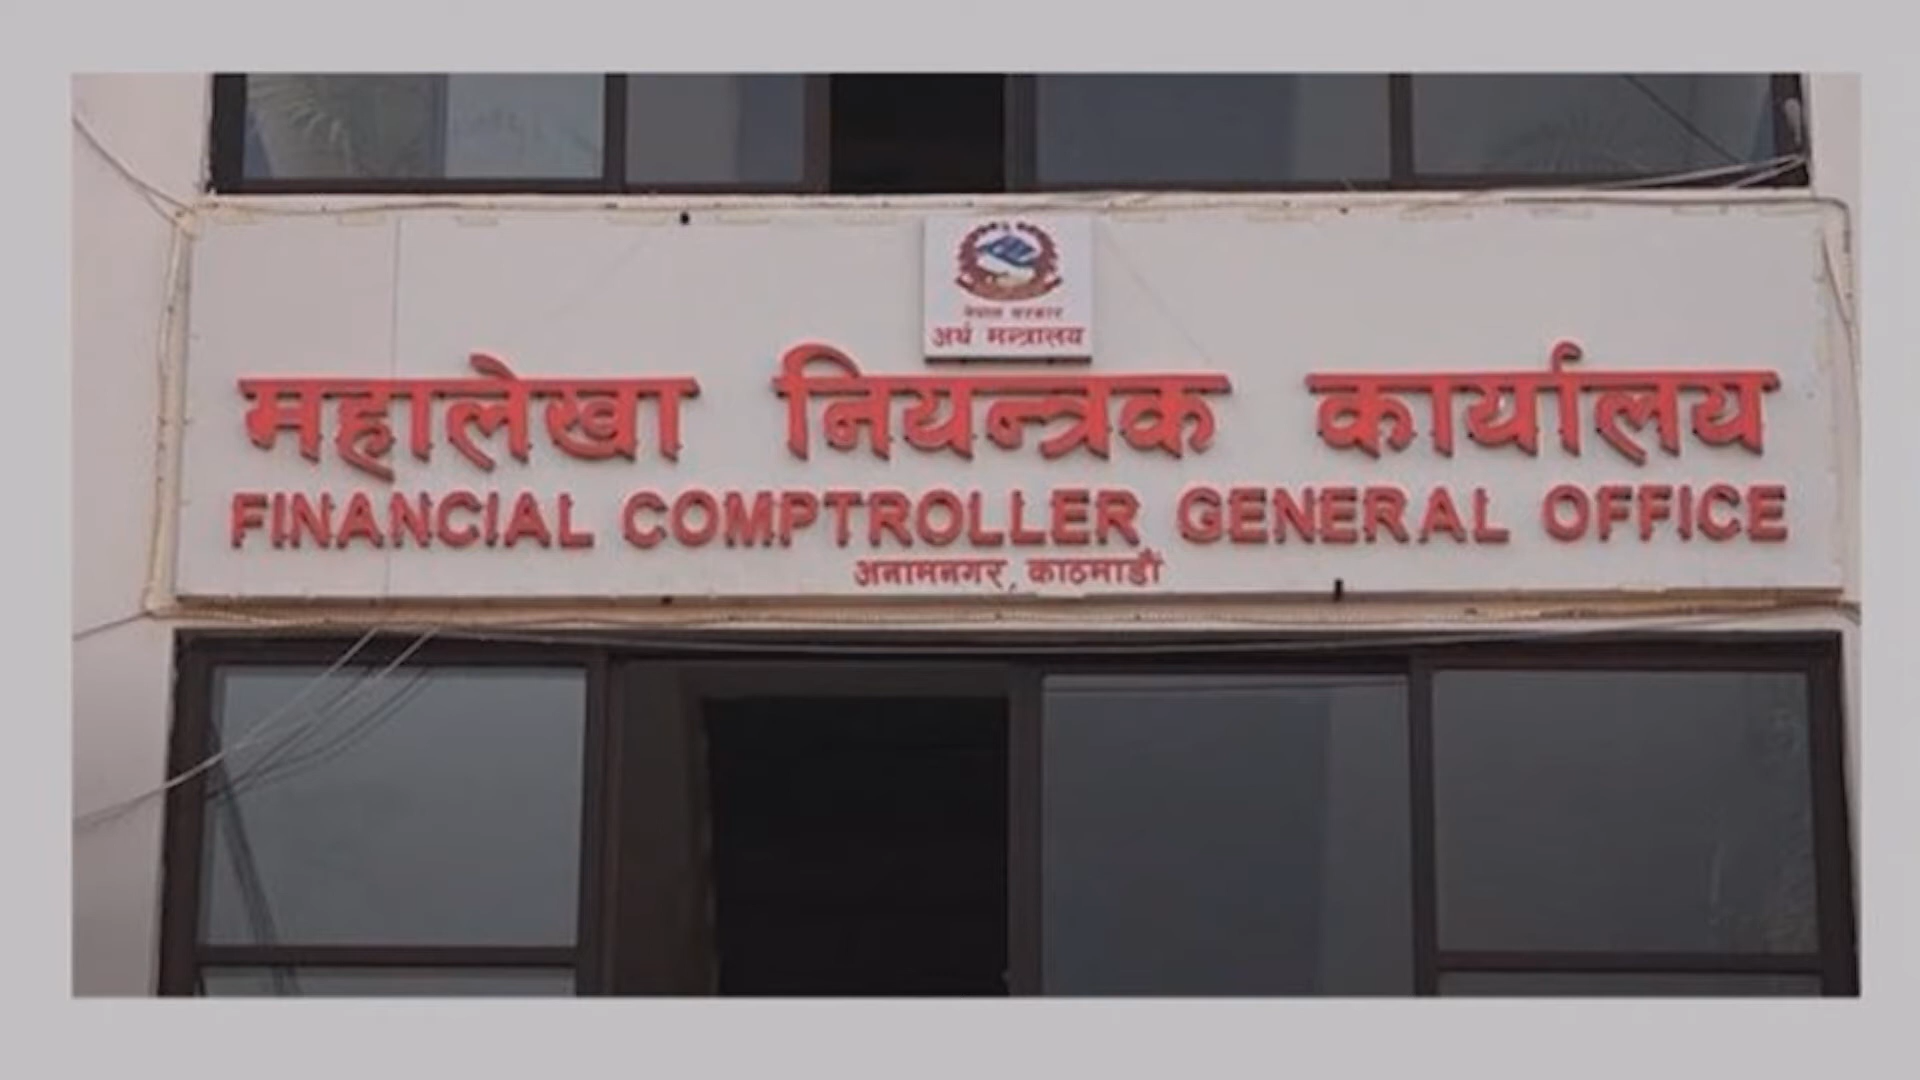 नेपाल सरकार
अर्थ मन्त्रालय
महालेखा नियन्त्रक कार्यालय
FINANCIAL COMPTROLLER GENERAL OFFICE
अनामनगर, काठमाडौं